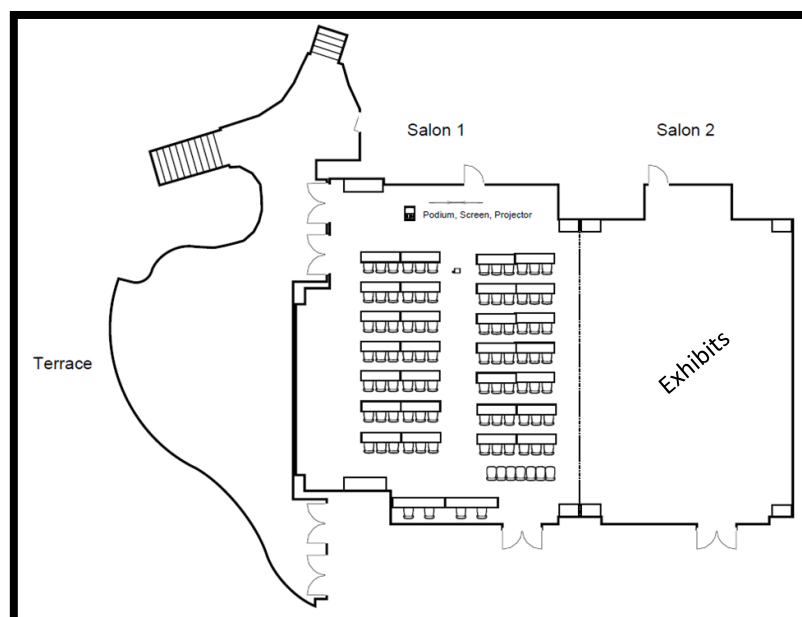 Salon 1
Salon 2
Podium, Screen, Projector
Terrace
Exhibits